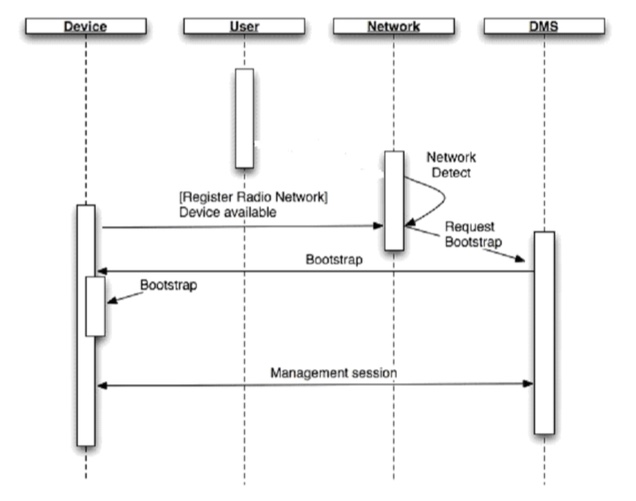 Device
User
Network
DMS
Network
Detect
[Register Radio Network]
Device available
Request
Bootstrap
Bootstrap
Bootstrap
Management session